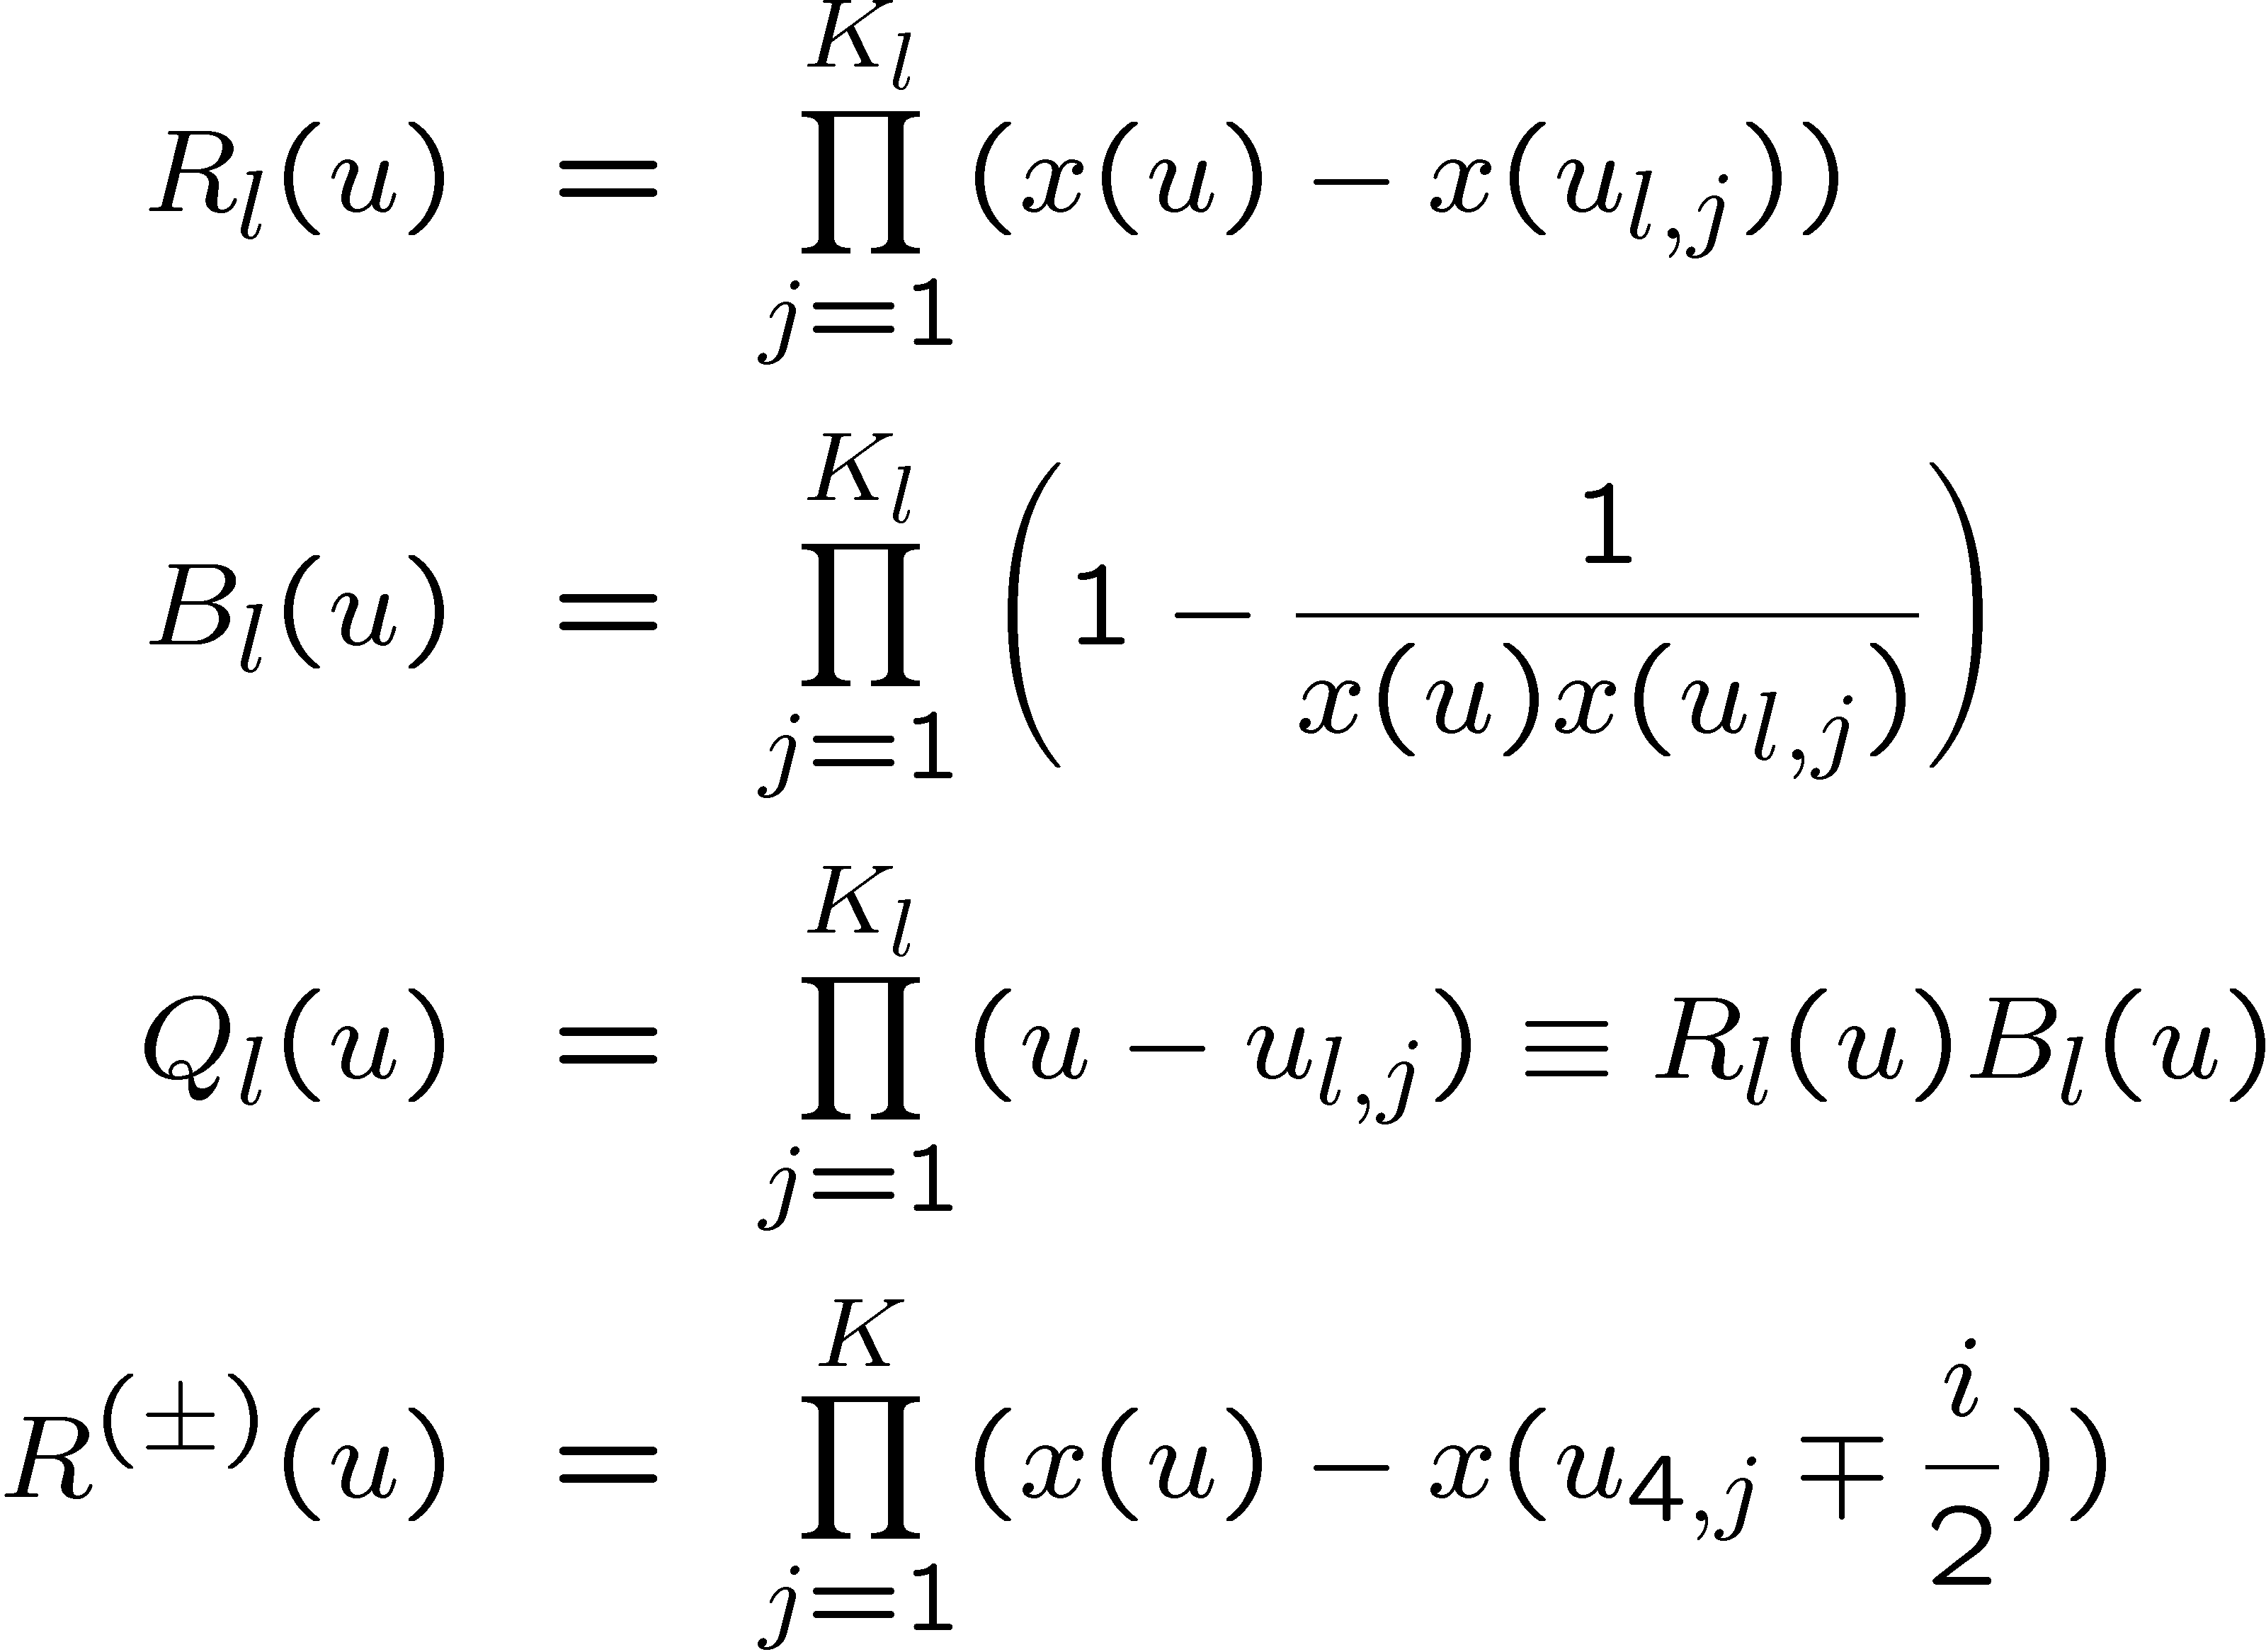 R_l(u) = \prod_{j=1}^{K_l} (x(u) - x(u_{l,j}))
B_l(u) = \prod_{j=1}^{K_l} \left(1 - \frac{1}{x(u)x(u_{l,j})}\right)
Q_l(u) = \prod_{j=1}^{K_l} (u - u_{l,j}) \equiv R_l(u)B_l(u)
R^{(\pm)}(u) = \prod_{j=1}^{K} (x(u) - x(u_{4,j} \mp \frac{i}{2}))